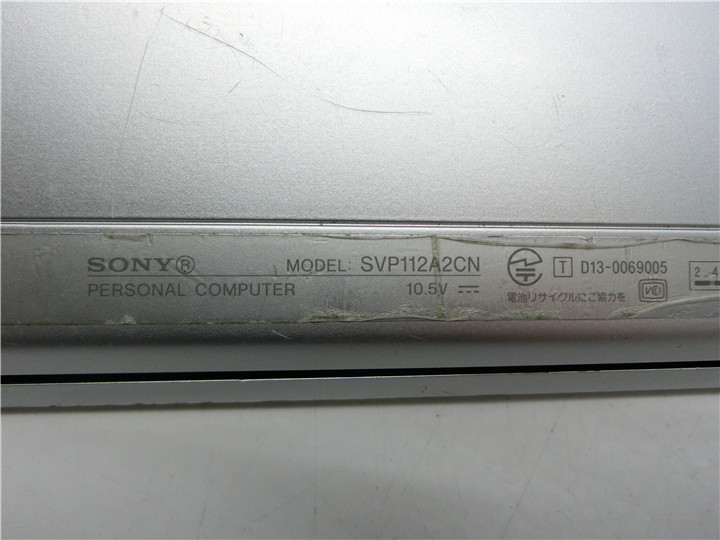 SONY® MODEL: SVP112A2CN T D13-0069005 2.4
PERSONAL COMPUTER 10.5V 電池リサイクルにご協力を VCI